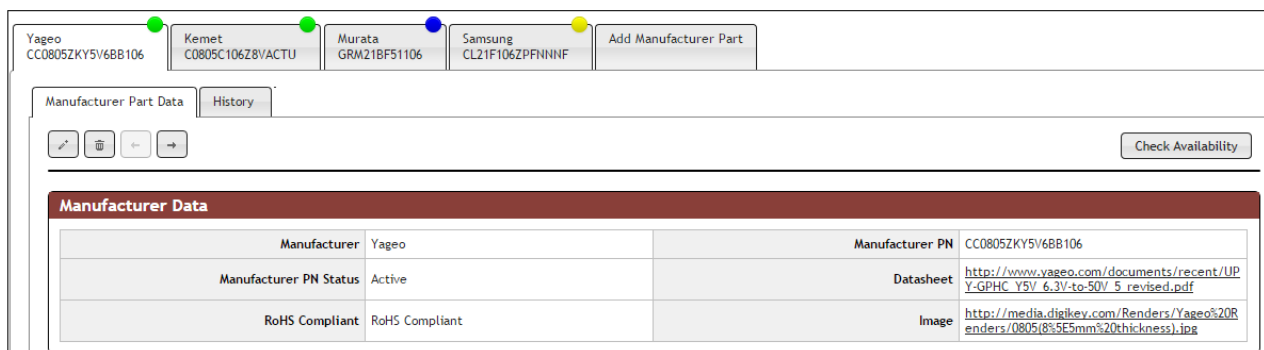 Yageo
CC0805ZKY5V6BB106
Kemet
C0805C106Z8VACTU
Murata
GRM21BF51106
Samsung
CL21F106ZPFNNNF
Add Manufacturer Part
Manufacturer Part Data
History
Check Availability
Manufacturer Data
Manufacturer Yageo
Manufacturer PN CC0805ZKY5V6BB106
Manufacturer PN Status Active
Datasheet http://www.yageo.com/documents/recent/UP
Y-GPHC_Y5V_6.3V-to-50V_5_revised.pdf
RoHS Compliant RoHS Compliant
Image http://media.digikey.com/Renders/Yageo%20R
enders/0805(8%5E5mm%20thickness).jpg